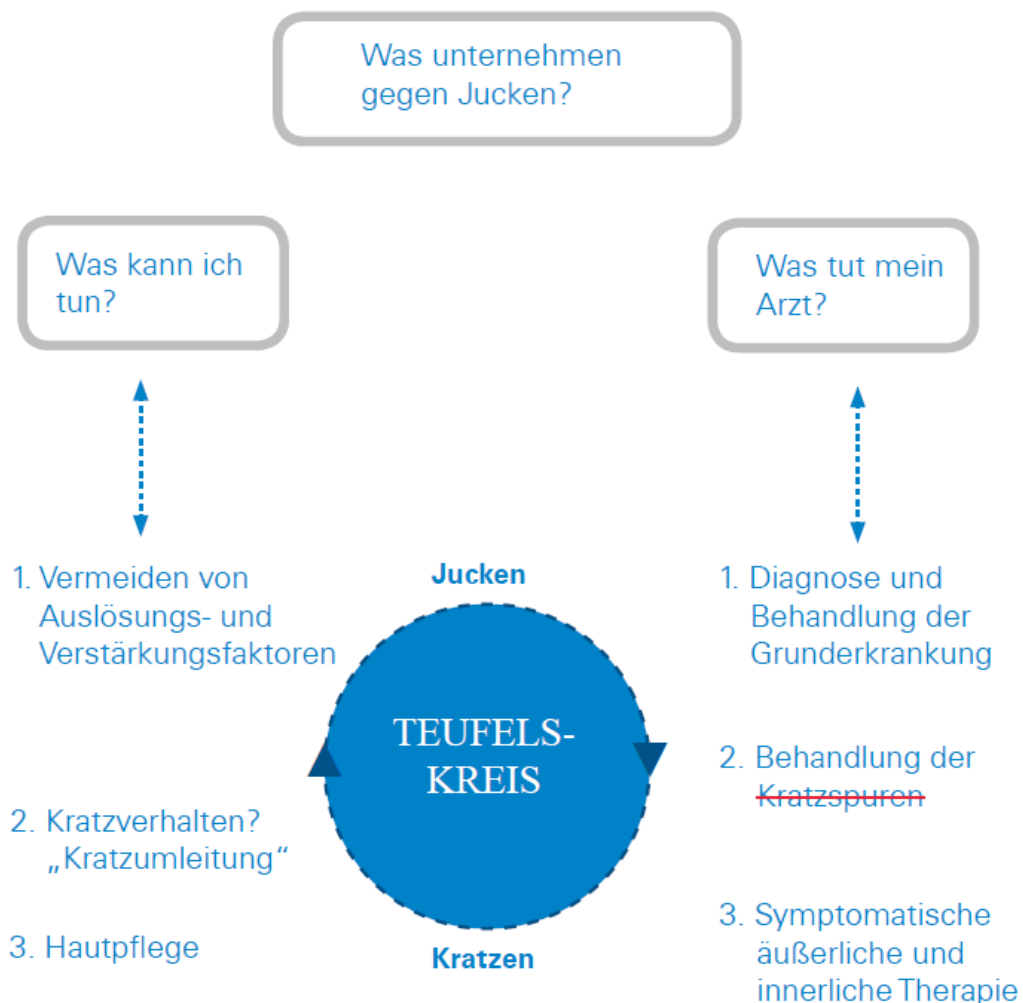 Was unternehmen
gegen Jucken?
Was kann ich
tun?
Was tut mein
Arzt?
1. Vermeiden von
Auslösungs- und
Verstärkungsfaktoren
2. Kratzverhalten?
„Kratzumleitung“
3. Hautpflege
Jucken
TEUFELS-
KREIS
Kratzen
1. Diagnose und
Behandlung der
Grunderkrankung
2. Behandlung der
Kratzspuren
3. Symptomatische
äußerliche und
innerliche Therapie